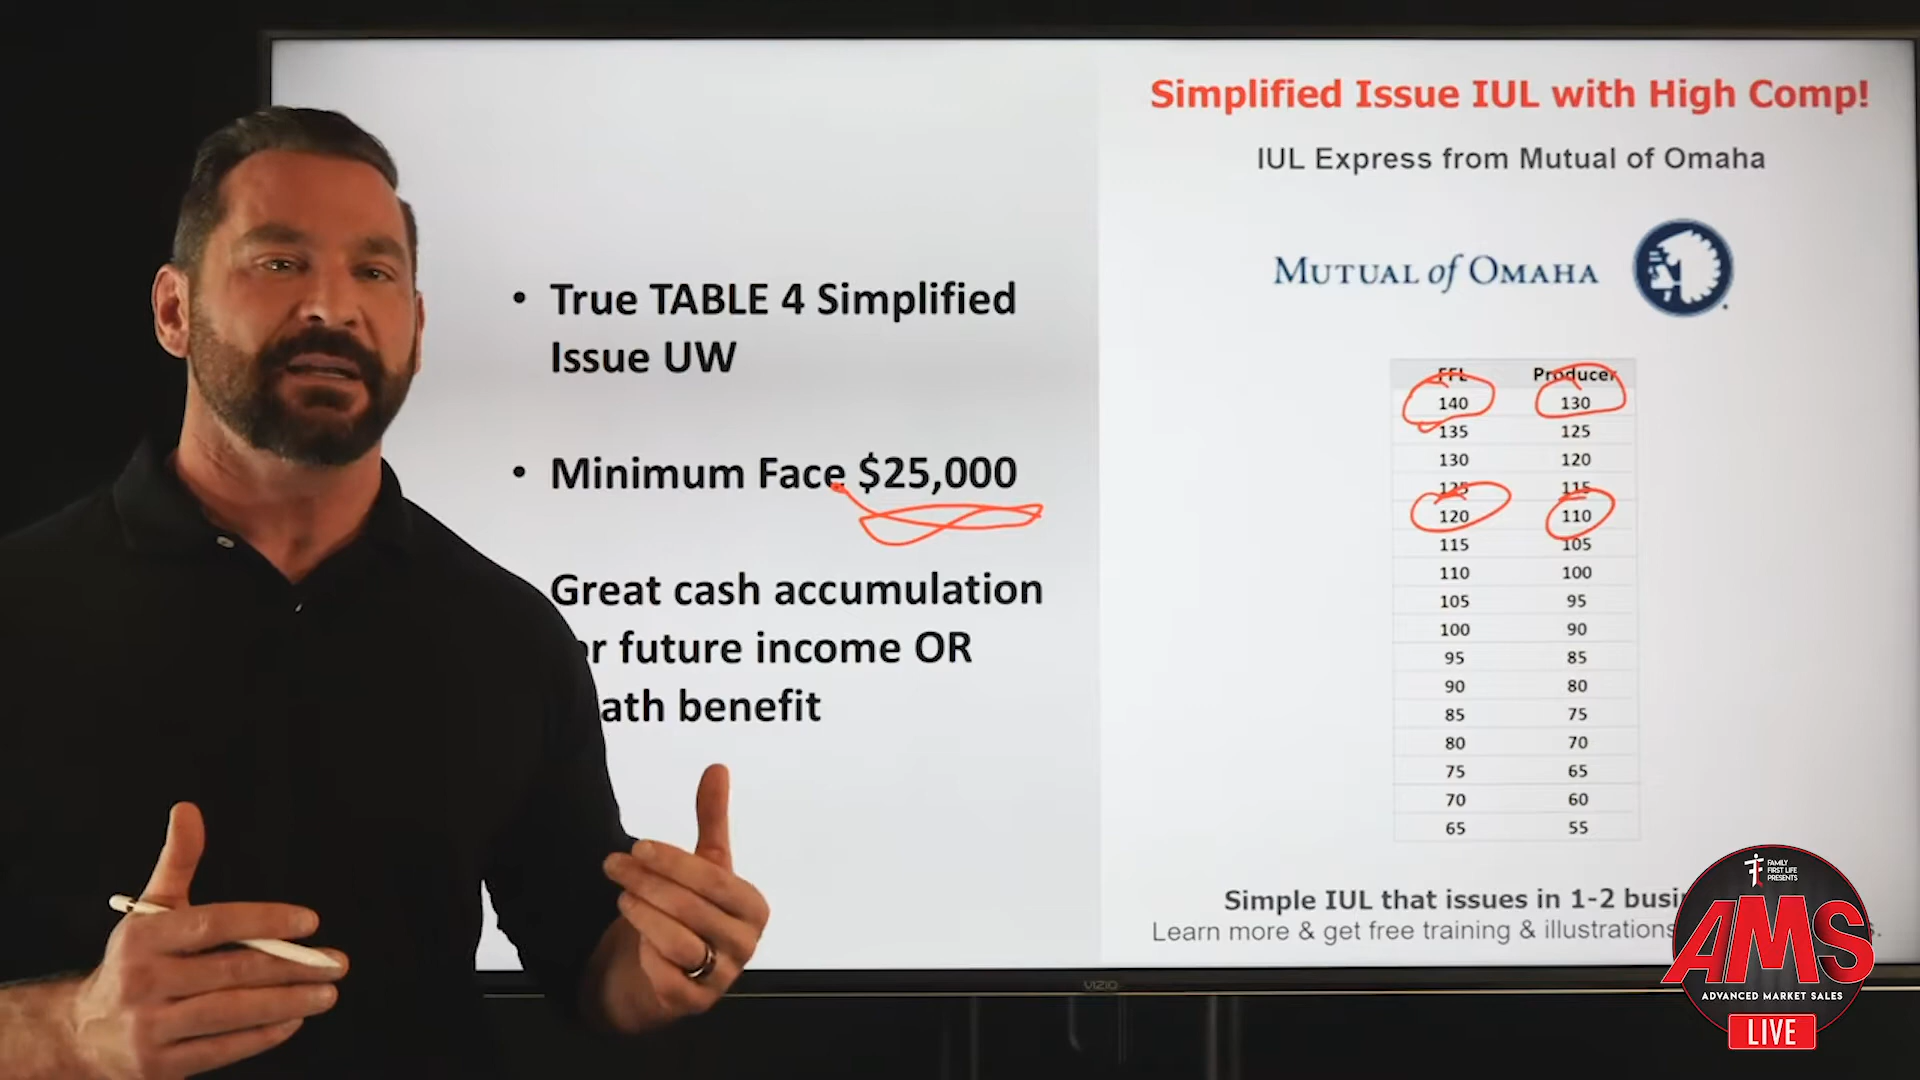 Simplified Issue IUL with High Comp!
IUL Express from Mutual of Omaha
MUTUAL of OMAHA
• True TABLE 4 Simplified
Issue UW
• Minimum Face $25,000
Great cash accumulation
future income OR
benefit
FFL Producer
140 130
135 125
130 120
125 115
120 110
115 105
110 100
105 95
100 90
95 85
90 80
85 75
80 70
75 65
70 60
65 55
Simple IUL that issues in 1-2
Learn more & get free training & illustrations
VIZIO
FAMILY
FIRST LIFE
PRESENTS
AMS
ADVANCED MARKET SALES
LIVE